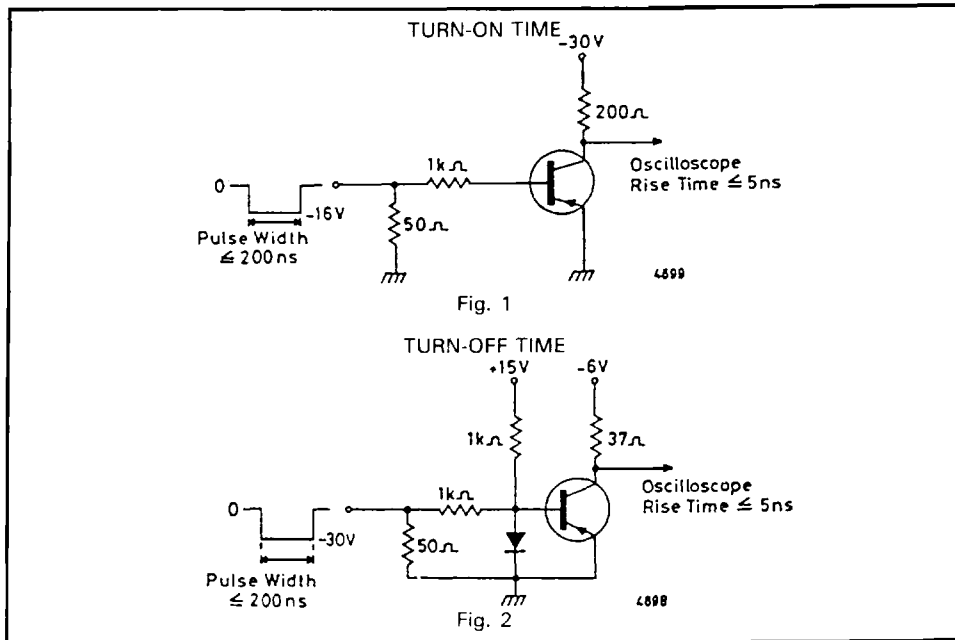 TURN-ON TIME
-30V
200Ω
1kΩ
Oscilloscope
Rise Time ≤ 5ns
0
-16V
50Ω
Pulse Width
≤ 200ns
4899
Fig. 1
TURN-OFF TIME
+15V
-6V
1kΩ
37Ω
Oscilloscope
Rise Time ≤ 5ns
1kΩ
0
-30V
50Ω
Pulse Width
≤ 200ns
4898
Fig. 2